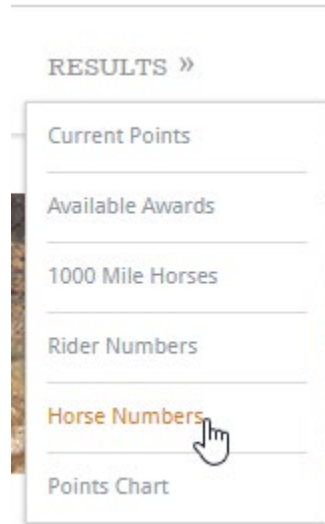 RESULTS »
Current Points
Available Awards
1000 Mile Horses
Rider Numbers
Horse Numbers
Points Chart